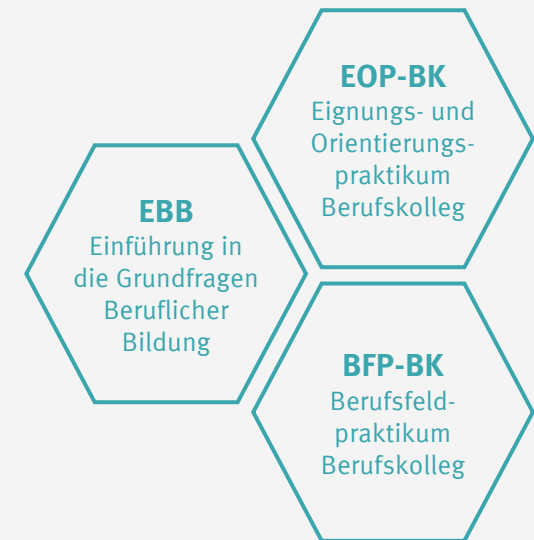 EOP-BK
Eignungs- und
Orientierungs-
praktikum
Berufskolleg
EBB
Einführung in
die Grundfragen
Beruflicher
Bildung
BFP-BK
Berufsfeld-
praktikum
Berufskolleg